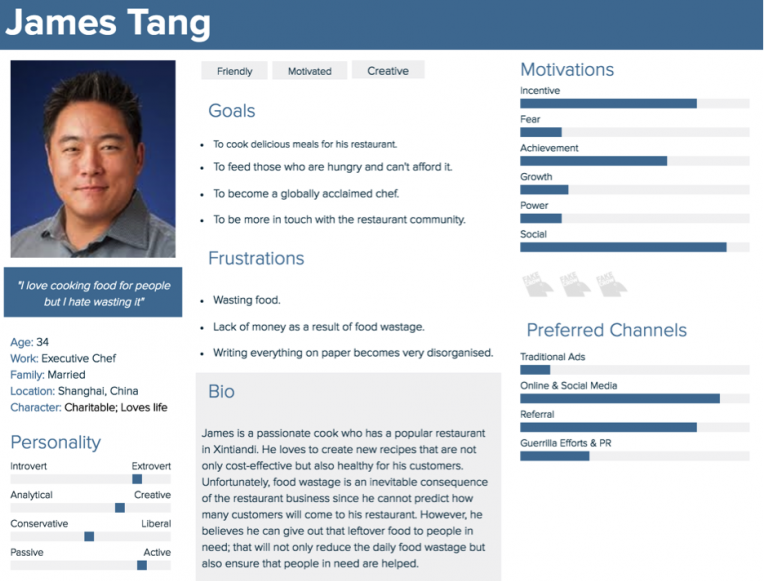 James Tang
Friendly
Motivated
Creative
"I love cooking food for people
but I hate wasting it"
Age: 34
Work: Executive Chef
Family: Married
Location: Shanghai, China
Character: Charitable; Loves life
Personality
Introvert Extrovert
Analytical Creative
Conservative Liberal
Passive Active
Goals
• To cook delicious meals for his restaurant.
• To feed those who are hungry and can't afford it.
• To become a globally acclaimed chef.
• To be more in touch with the restaurant community.
Frustrations
• Wasting food.
• Lack of money as a result of food wastage.
• Writing everything on paper becomes very disorganised.
Bio
James is a passionate cook who has a popular restaurant
in Xintiandi. He loves to create new recipes that are not
only cost-effective but also healthy for his customers.
Unfortunately, food wastage is an inevitable consequence
of the restaurant business since he cannot predict how
many customers will come to his restaurant. However, he
believes he can give out that leftover food to people in
need; that will not only reduce the daily food wastage but
also ensure that people in need are helped.
Motivations
Incentive
Fear
Achievement
Growth
Power
Social
Preferred Channels
Traditional Ads
Online & Social Media
Referral
Guerrilla Efforts & PR